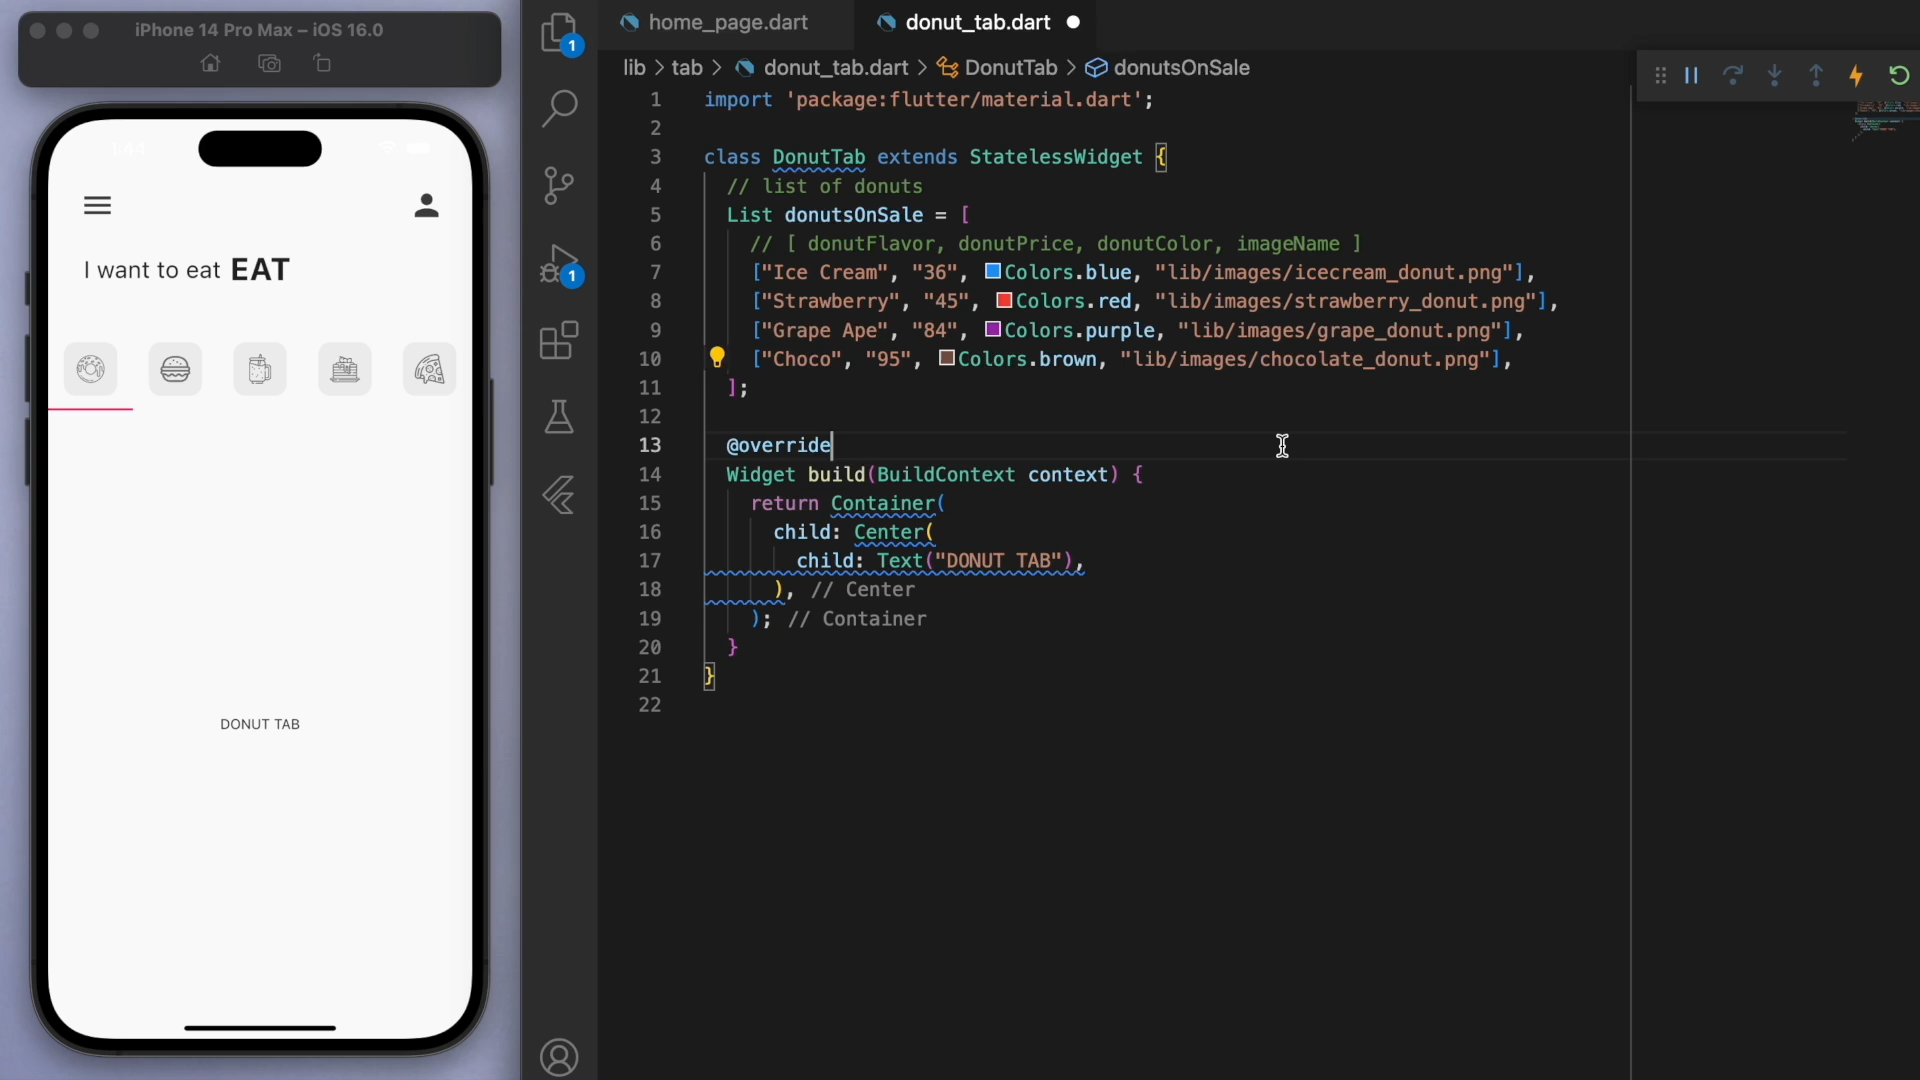 iPhone 14 Pro Max – iOS 16.0
I want to eat EAT
DONUT TAB
1
1
home_page.dart
donut_tab.dart
lib > tab > donut_tab.dart > DonutTab > donutsOnSale
1 import 'package:flutter/material.dart';
2
3 class DonutTab extends StatelessWidget {
4 // list of donuts
5 List donutsOnSale = [
6 // [ donutFlavor, donutPrice, donutColor, imageName ]
7 ["Ice Cream", "36", Colors.blue, "lib/images/icecream_donut.png"],
8 ["Strawberry", "45", Colors.red, "lib/images/strawberry_donut.png"],
9 ["Grape Ape", "84", Colors.purple, "lib/images/grape_donut.png"],
10 ["Choco", "95", Colors.brown, "lib/images/chocolate_donut.png"],
11 ];
12
13 @override
14 Widget build(BuildContext context) {
15 return Container(
16 child: Center(
17 child: Text("DONUT TAB"),
18 ), // Center
19 ); // Container
20 }
21 }
22